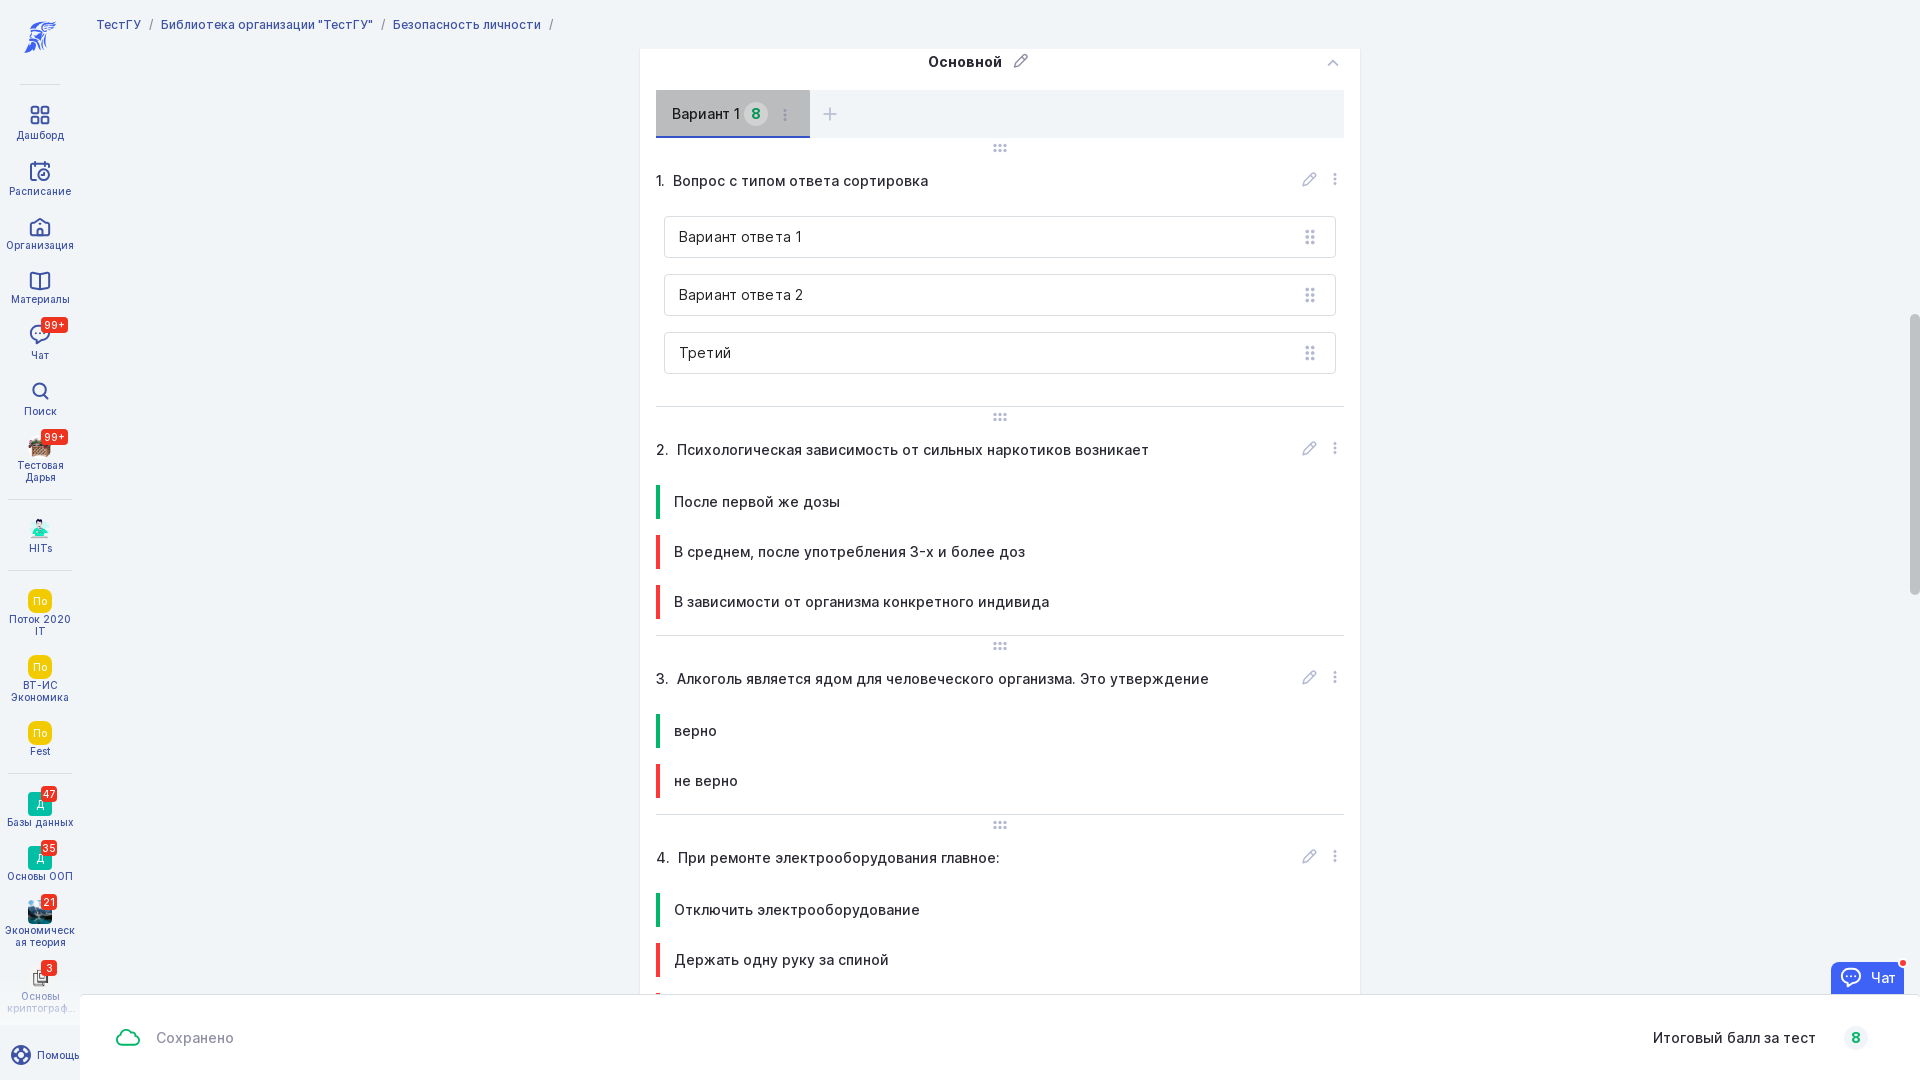 ТестГУ / Библиотека организации "ТестГУ" / Безопасность личности /
Дашборд
Расписание
Организация
Материалы
99+
Чат
Поиск
99+
Тестовая
Дарья
HITs
По
Поток 2020
IT
По
ВТ-ИС
Экономика
По
Fest
47
Д
Базы данных
35
Д
Основы ООП
21
Экономическ
ая теория
3
Основы
криптограф...
Помощь
Основной
Вариант 1 8
1. Вопрос с типом ответа сортировка
Вариант ответа 1
Вариант ответа 2
Третий
2. Психологическая зависимость от сильных наркотиков возникает
После первой же дозы
В среднем, после употребления 3-х и более доз
В зависимости от организма конкретного индивида
3. Алкоголь является ядом для человеческого организма. Это утверждение
верно
не верно
4. При ремонте электрооборудования главное:
Отключить электрооборудование
Держать одну руку за спиной
Чат
Сохранено
Итоговый балл за тест 8